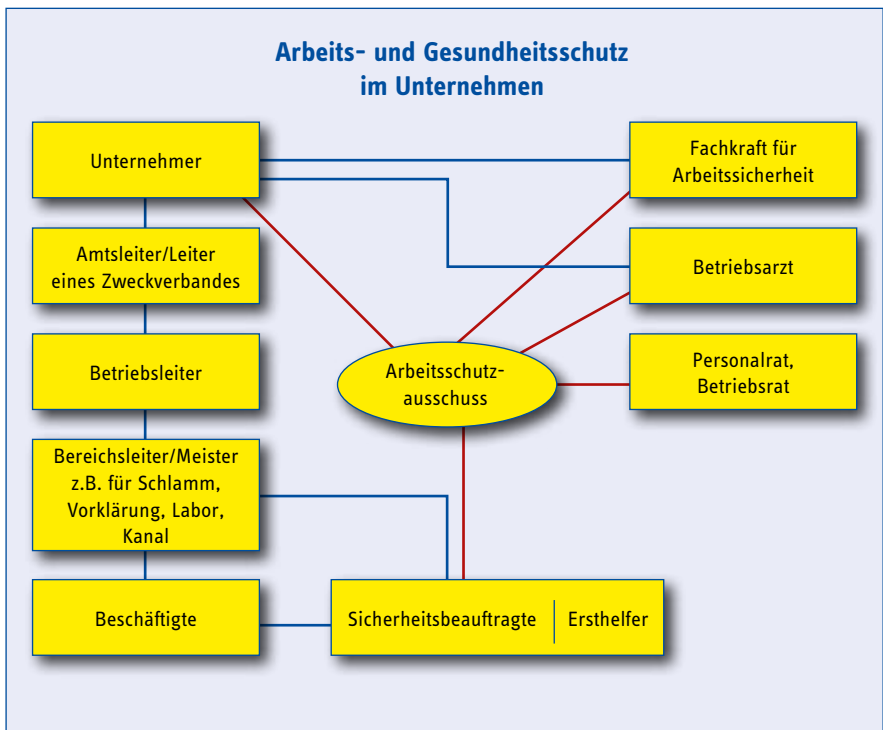 Arbeits- und Gesundheitsschutz
im Unternehmen
Unternehmer
Fachkraft für
Arbeitssicherheit
Amtsleiter/Leiter
eines Zweckverbandes
Betriebsarzt
Betriebsleiter
Arbeitsschutz-
ausschuss
Personalrat,
Betriebsrat
Bereichsleiter/Meister
z.B. für Schlamm,
Vorklärung, Labor,
Kanal
Beschäftigte
Sicherheitsbeauftragte
Ersthelfer